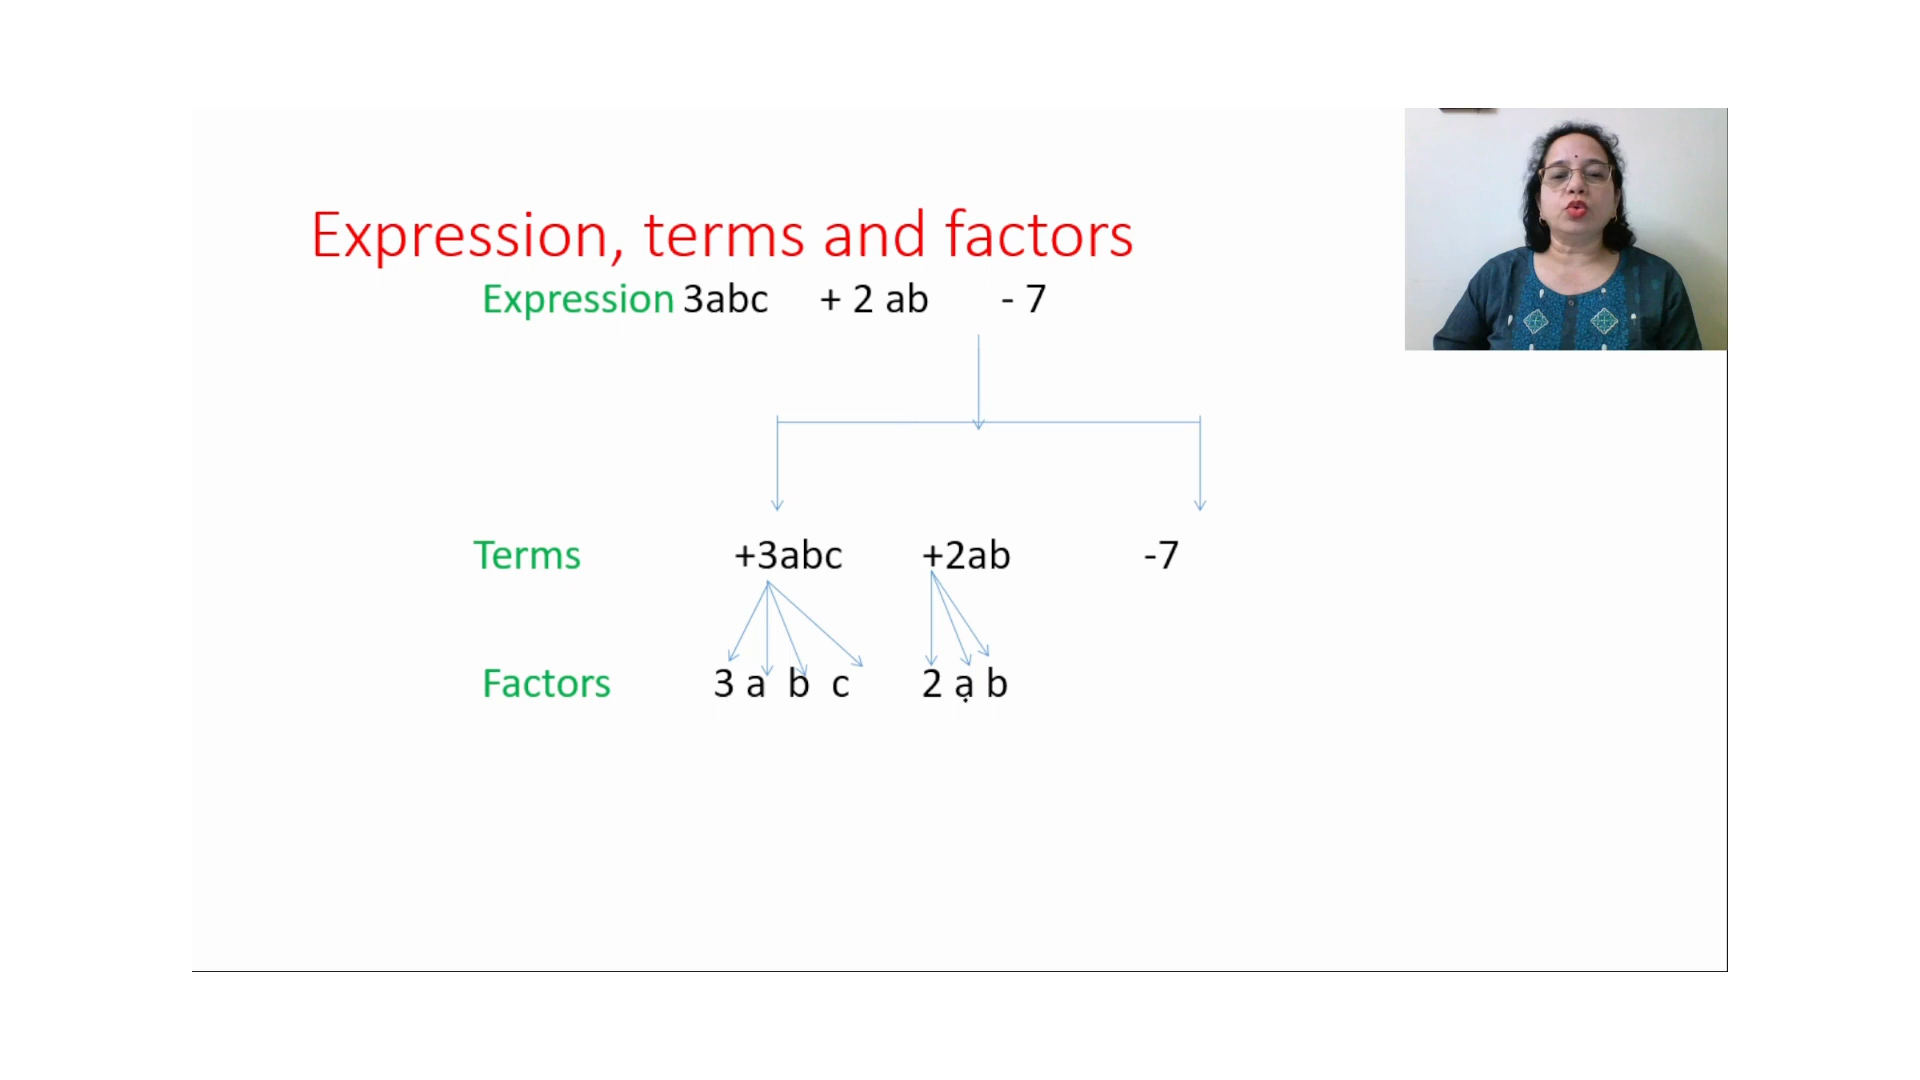 Expression, terms and factors
Expression 3abc + 2 ab - 7
Terms +3abc +2ab -7
Factors 3 a b c 2 a b